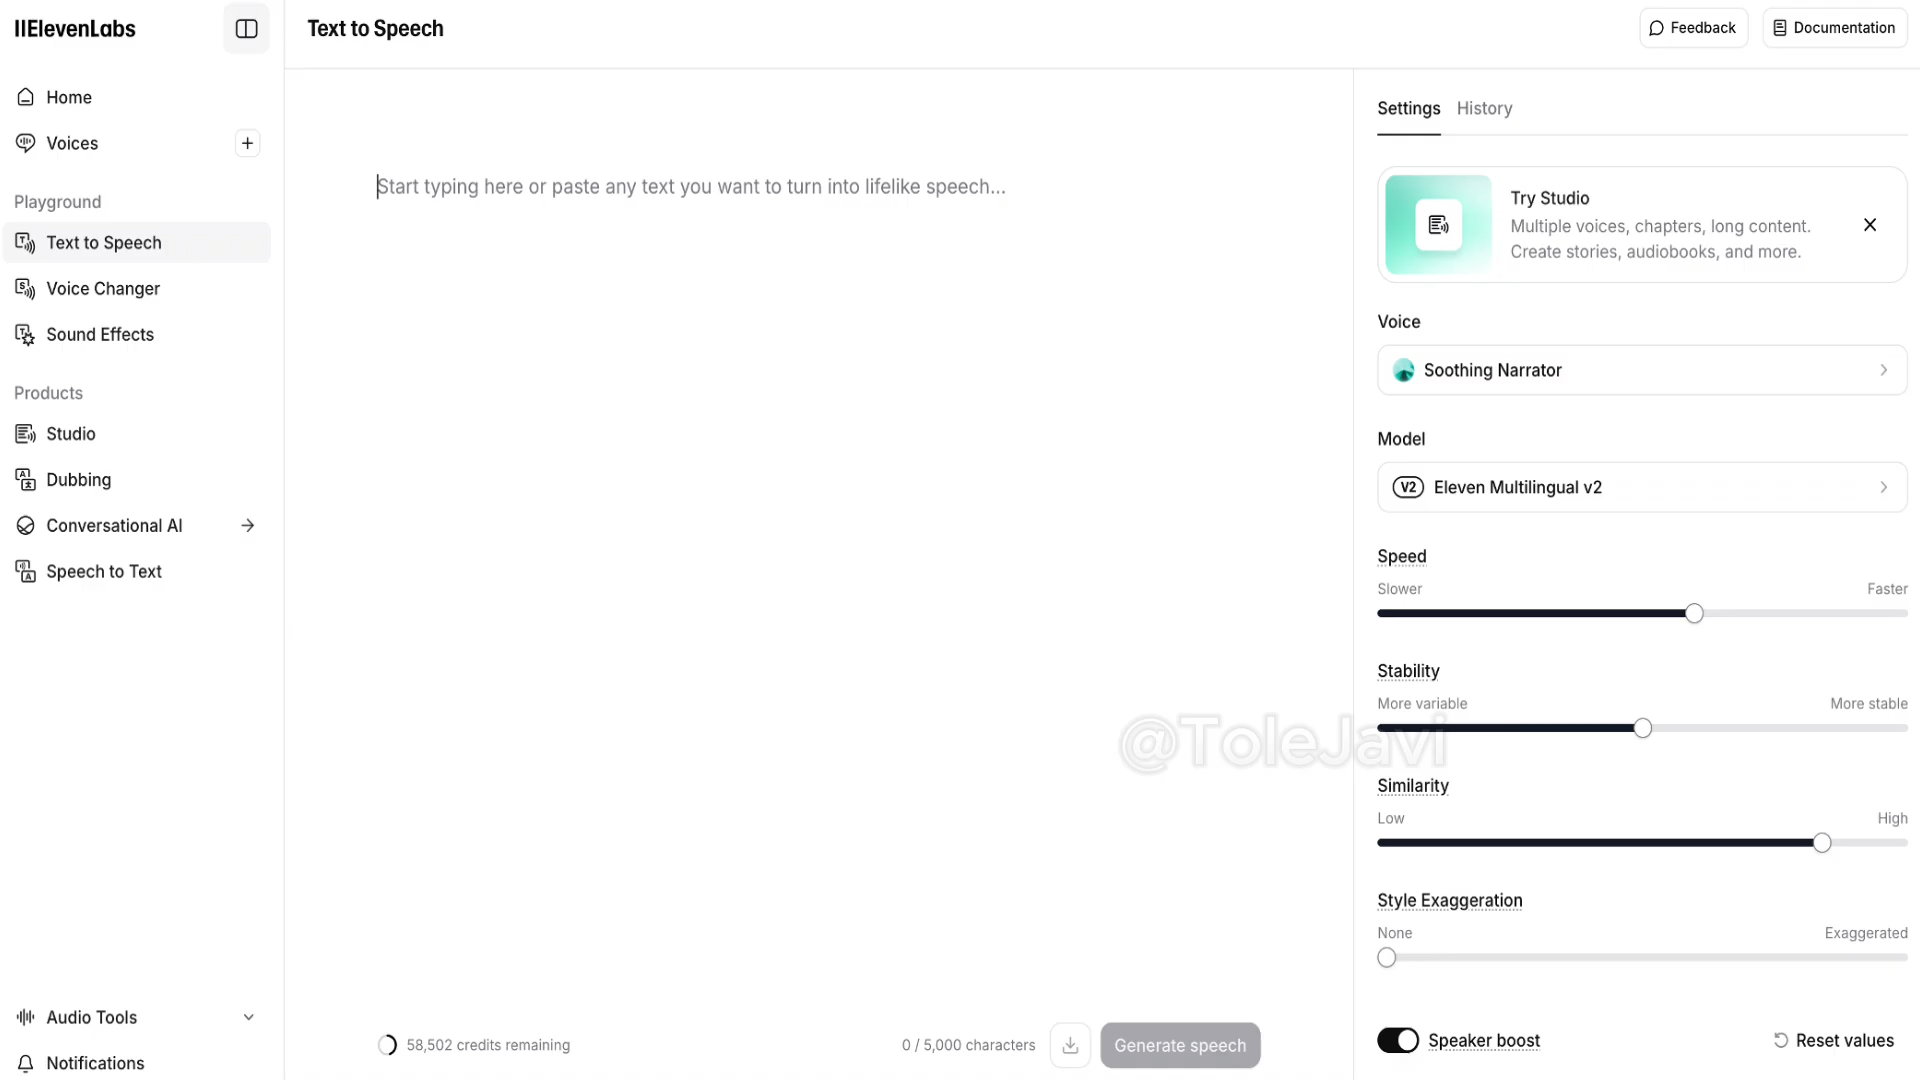 IIElevenLabs
Text to Speech
Feedback
Documentation
Home
Voices
Playground
Text to Speech
Voice Changer
Sound Effects
Products
Studio
Dubbing
Conversational AI
Speech to Text
Audio Tools
Notifications
Start typing here or paste any text you want to turn into lifelike speech...
58,502 credits remaining
0 / 5,000 characters
Generate speech
Settings
History
Try Studio
Multiple voices, chapters, long content.
Create stories, audiobooks, and more.
Voice
Soothing Narrator
Model
V2 Eleven Multilingual v2
Speed
Slower Faster
Stability
More variable More stable
@ToleJavi
Similarity
Low High
Style Exaggeration
None Exaggerated
Speaker boost
Reset values